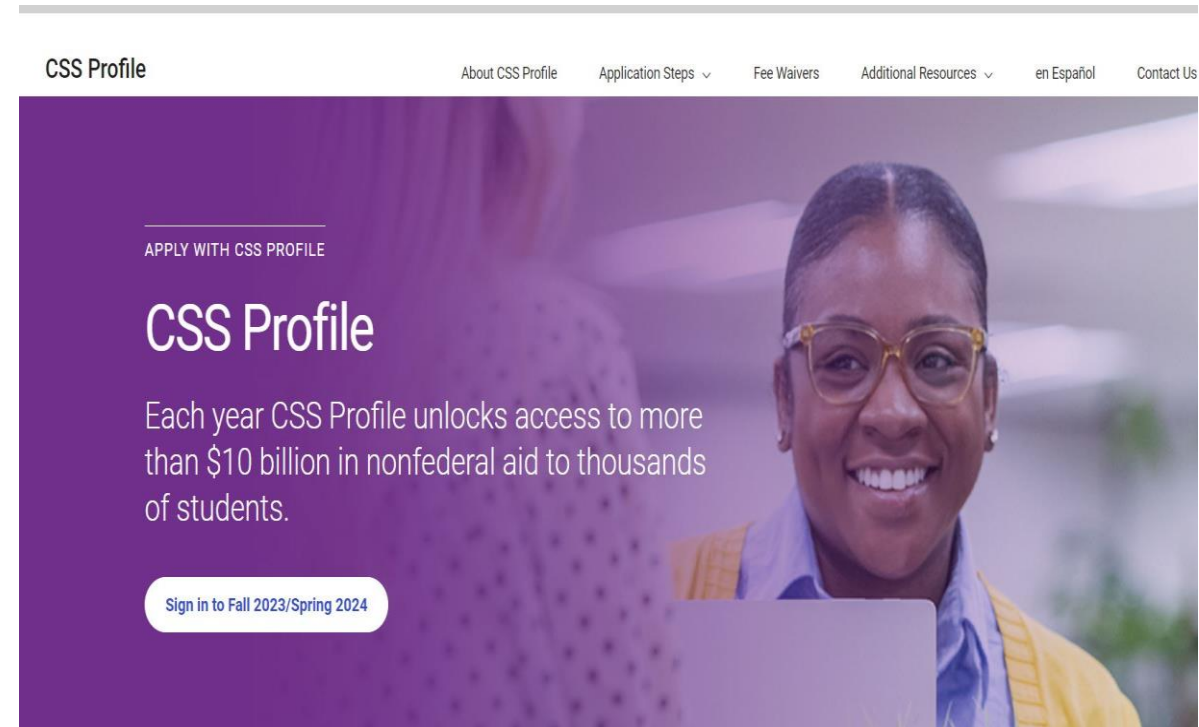 CSS Profile
About CSS Profile Application Steps Fee Waivers Additional Resources en Español Contact Us
APPLY WITH CSS PROFILE
CSS Profile
Each year CSS Profile unlocks access to more
than $10 billion in nonfederal aid to thousands
of students.
Sign in to Fall 2023/Spring 2024